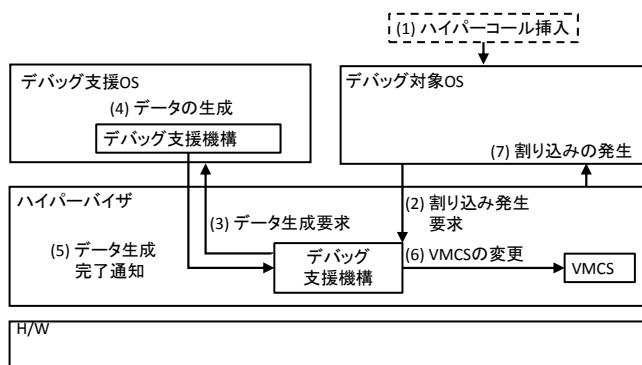 (1) ハイパーコール挿入
デバッグ支援OS
デバッグ対象OS
(4) データの生成
デバッグ支援機構
(7) 割り込みの発生
ハイパーバイザ
(2) 割り込み発生
要求
(3) データ生成要求
(5) データ生成
完了通知
デバッグ
支援機構
(6) VMCSの変更
VMCS
H/W